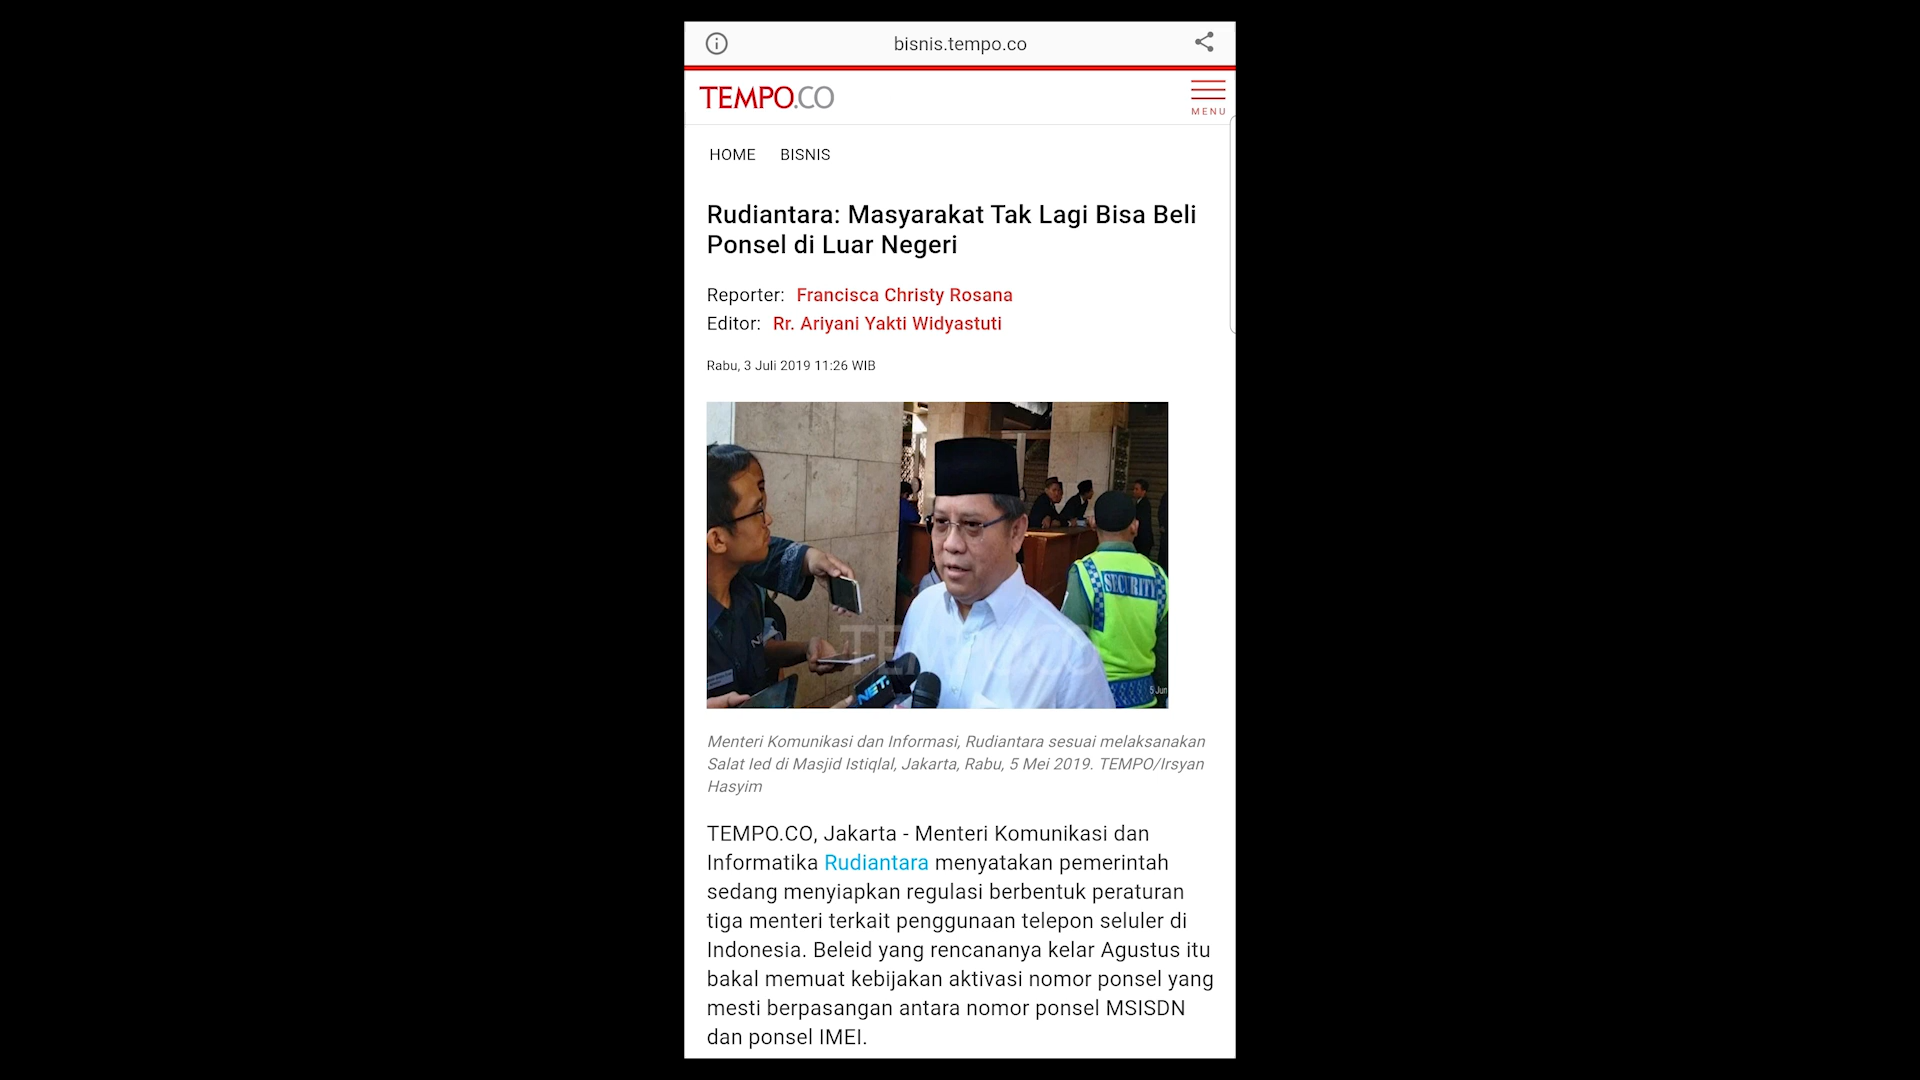 bisnis.tempo.co
TEMPO.CO
MENU
HOME BISNIS
Rudiantara: Masyarakat Tak Lagi Bisa Beli
Ponsel di Luar Negeri
Reporter: Francisca Christy Rosana
Editor: Rr. Ariyani Yakti Widyastuti
Rabu, 3 Juli 2019 11:26 WIB
SECURITY
TEMPO.CO
NET.
5 Jun
Menteri Komunikasi dan Informasi, Rudiantara sesuai melaksanakan
Salat Ied di Masjid Istiqlal, Jakarta, Rabu, 5 Mei 2019. TEMPO/Irsyan
Hasyim
TEMPO.CO, Jakarta - Menteri Komunikasi dan
Informatika Rudiantara menyatakan pemerintah
sedang menyiapkan regulasi berbentuk peraturan
tiga menteri terkait penggunaan telepon seluler di
Indonesia. Beleid yang rencananya kelar Agustus itu
bakal memuat kebijakan aktivasi nomor ponsel yang
mesti berpasangan antara nomor ponsel MSISDN
dan ponsel IMEI.